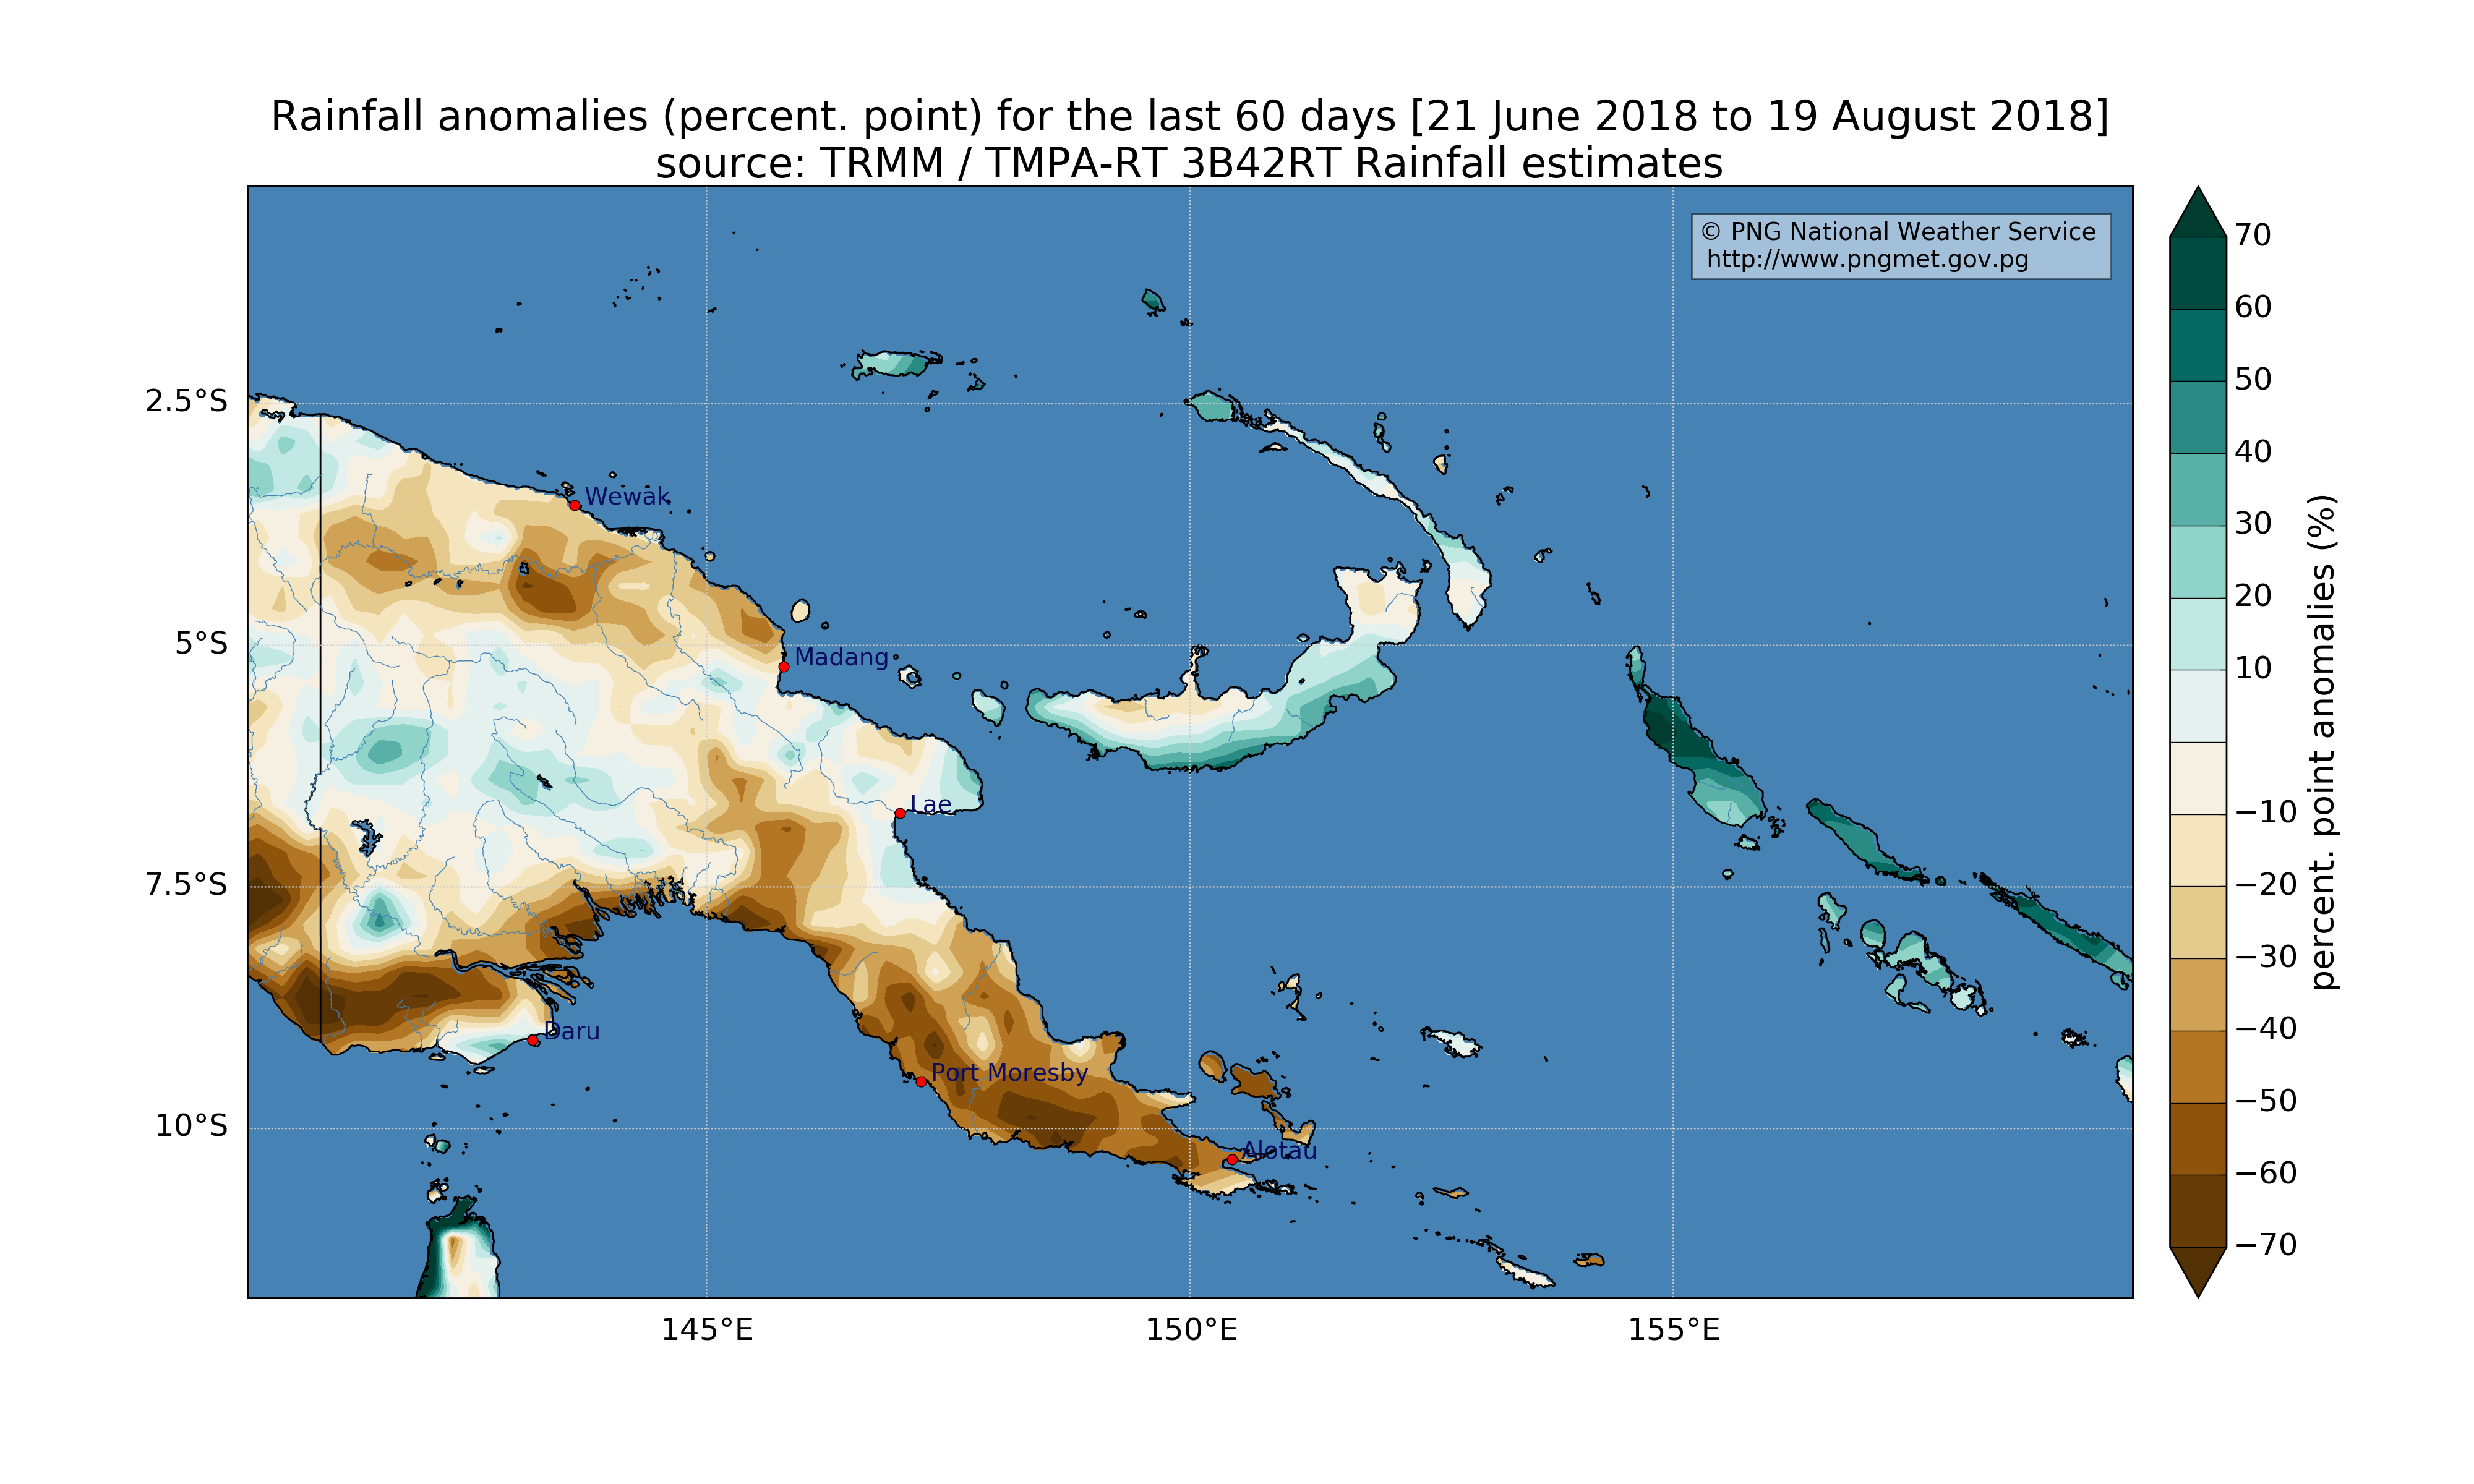 Rainfall anomalies (percent. point) for the last 60 days [21 June 2018 to 19 August 2018]
source: TRMM / TMPA-RT 3B42RT Rainfall estimates
© PNG National Weather Service
http://www.pngmet.gov.pg
2.5°S
5°S
7.5°S
10°S
145°E
150°E
155°E
Wewak
Madang
Lae
Daru
Port Moresby
Alotau
70
60
50
40
30
20
10
−10
−20
−30
−40
−50
−60
−70
percent. point anomalies (%)